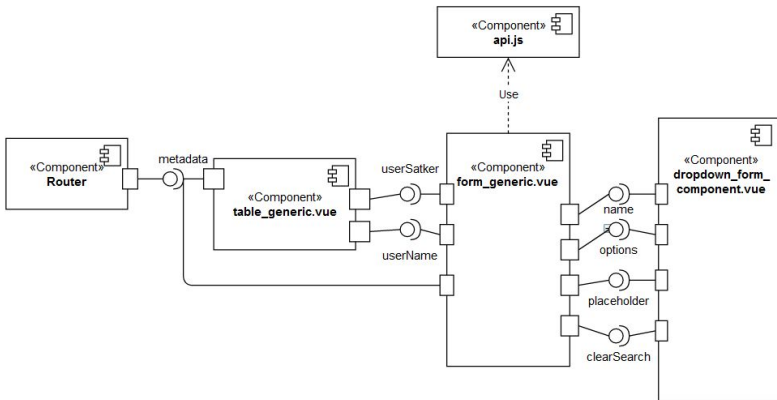 «Component»
api.js
Use
«Component»
Router
metadata
«Component»
table_generic.vue
userSatker
userName
«Component»
form_generic.vue
name
options
placeholder
clearSearch
«Component»
dropdown_form_
component.vue